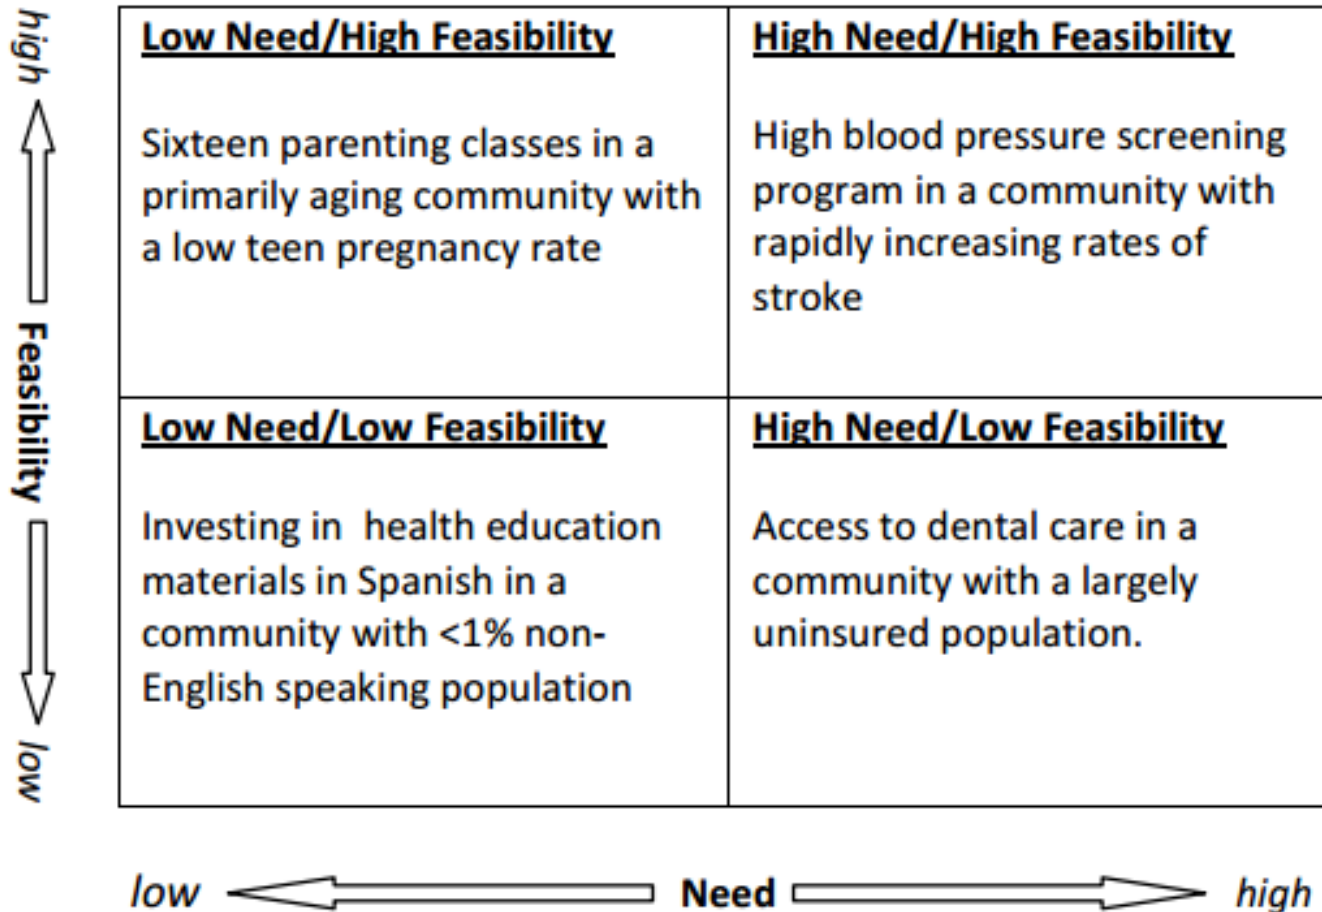 high
Feasibility
low
Low Need/High Feasibility
Sixteen parenting classes in a
primarily aging community with
a low teen pregnancy rate
High Need/High Feasibility
High blood pressure screening
program in a community with
rapidly increasing rates of
stroke
Low Need/Low Feasibility
Investing in  health education
materials in Spanish in a
community with <1% non-
English speaking population
High Need/Low Feasibility
Access to dental care in a
community with a largely
uninsured population.
low Need high